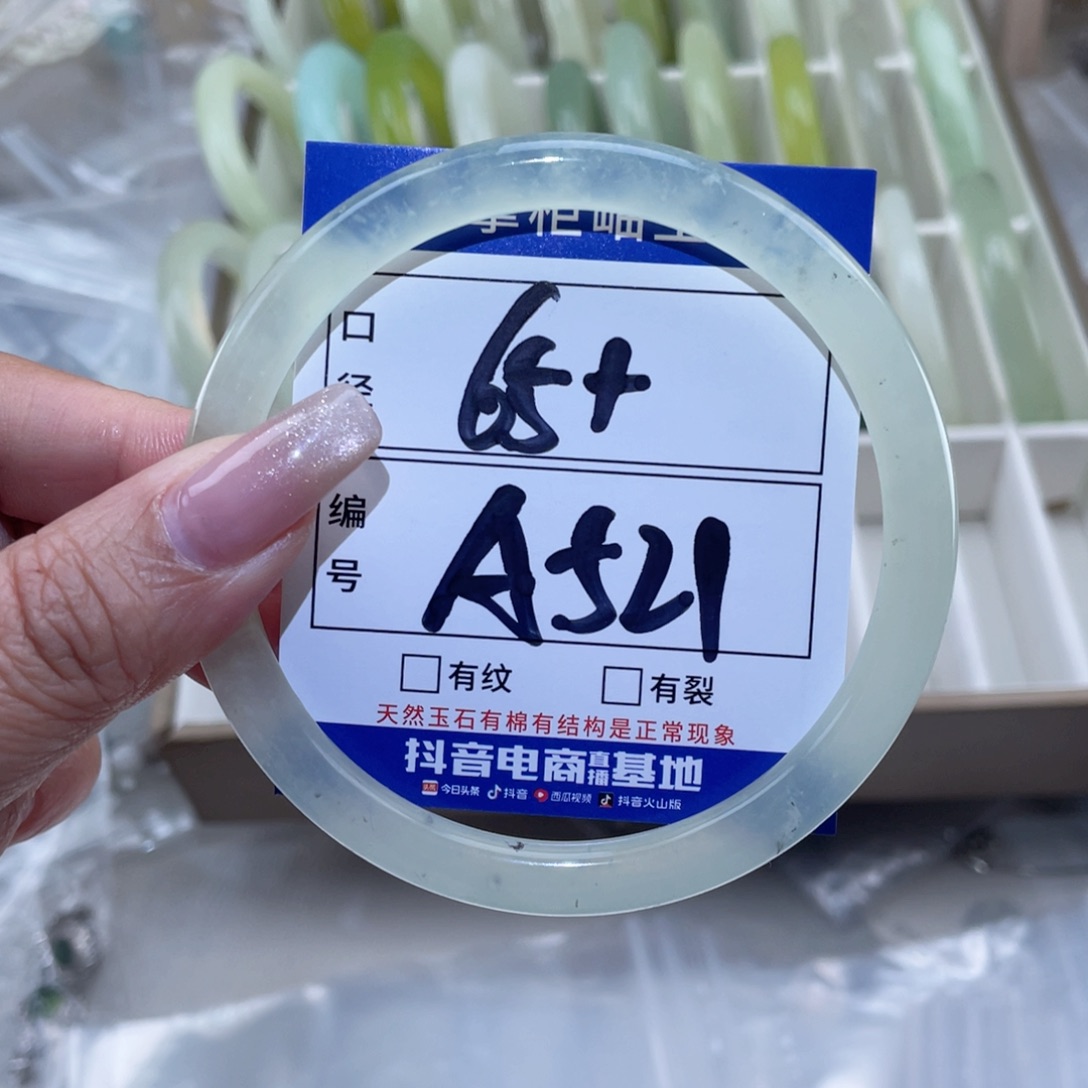 掌柜岫玉
口径
65+
编号
A521
有纹 有裂
天然玉石有棉有结构是正常现象
抖音电商直播基地
今日头条 抖音 西瓜视频 抖音火山版